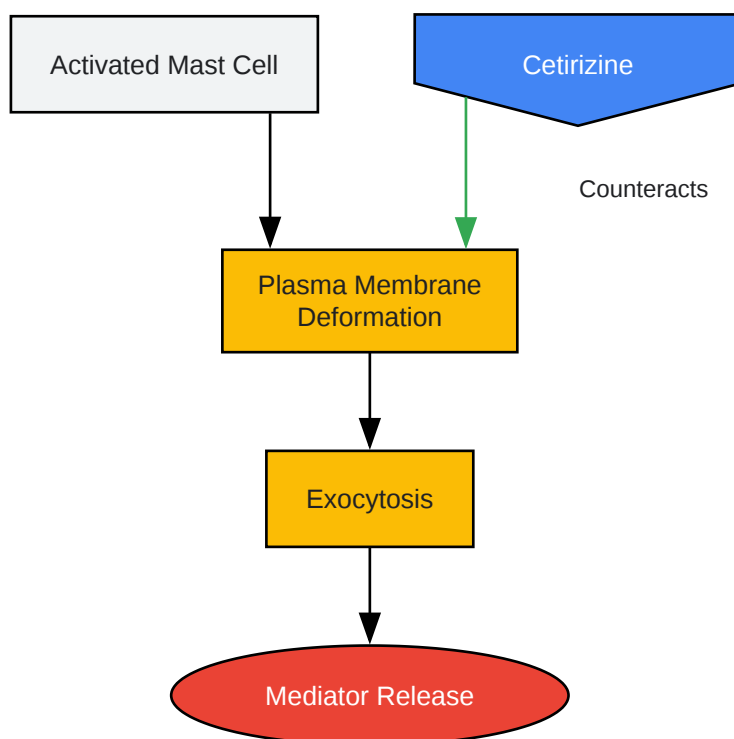 Activated Mast Cell
Cetirizine
Counteracts
Plasma Membrane
Deformation
Exocytosis
Mediator Release